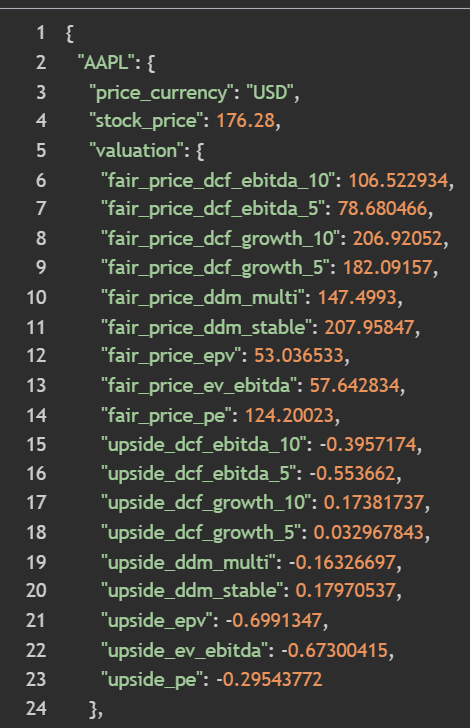 1 {
2 "AAPL": {
3 "price_currency": "USD",
4 "stock_price": 176.28,
5 "valuation": {
6 "fair_price_dcf_ebitda_10": 106.522934,
7 "fair_price_dcf_ebitda_5": 78.680466,
8 "fair_price_dcf_growth_10": 206.92052,
9 "fair_price_dcf_growth_5": 182.09157,
10 "fair_price_ddm_multi": 147.4993,
11 "fair_price_ddm_stable": 207.95847,
12 "fair_price_epv": 53.036533,
13 "fair_price_ev_ebitda": 57.642834,
14 "fair_price_pe": 124.20023,
15 "upside_dcf_ebitda_10": -0.3957174,
16 "upside_dcf_ebitda_5": -0.553662,
17 "upside_dcf_growth_10": 0.17381737,
18 "upside_dcf_growth_5": 0.032967843,
19 "upside_ddm_multi": -0.16326697,
20 "upside_ddm_stable": 0.17970537,
21 "upside_epv": -0.6991347,
22 "upside_ev_ebitda": -0.67300415,
23 "upside_pe": -0.29543772
24 },